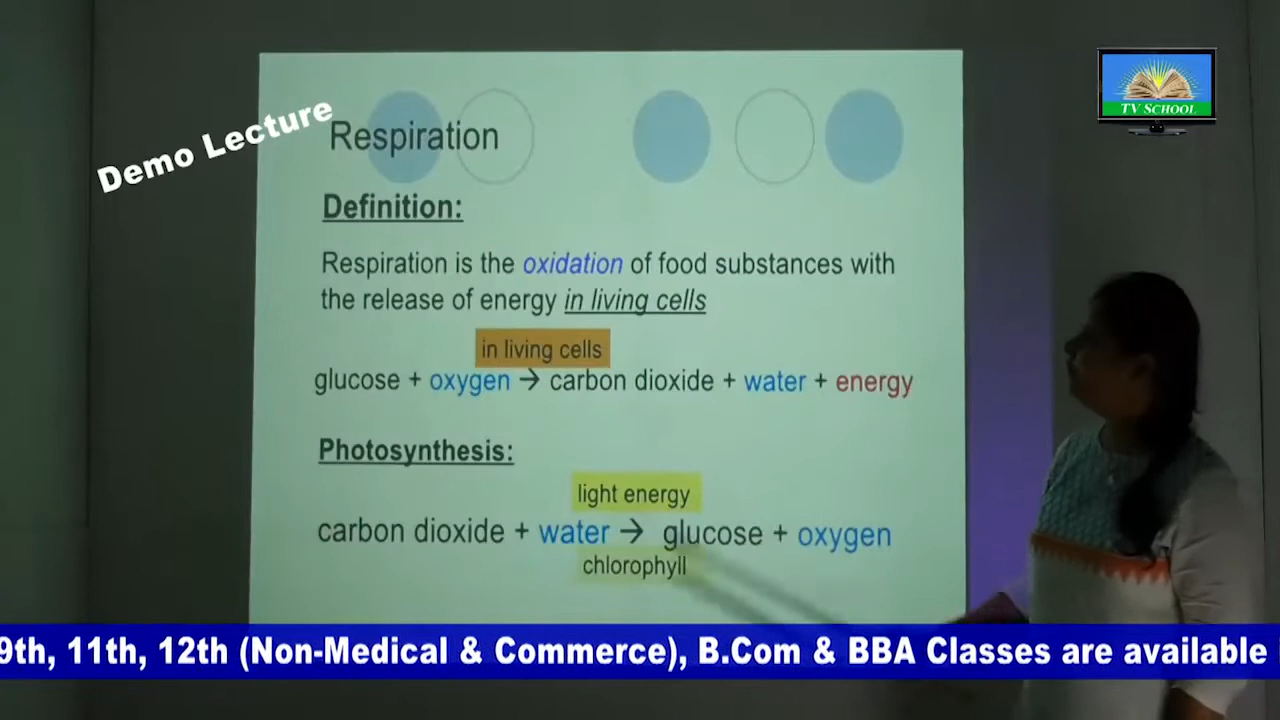 TV SCHOOL
Demo Lecture
Respiration
Definition:
Respiration is the oxidation of food substances with
the release of energy in living cells
in living cells
glucose + oxygen → carbon dioxide + water + energy
Photosynthesis:
light energy
carbon dioxide + water → glucose + oxygen
chlorophyll
9th, 11th, 12th (Non-Medical & Commerce), B.Com & BBA Classes are available